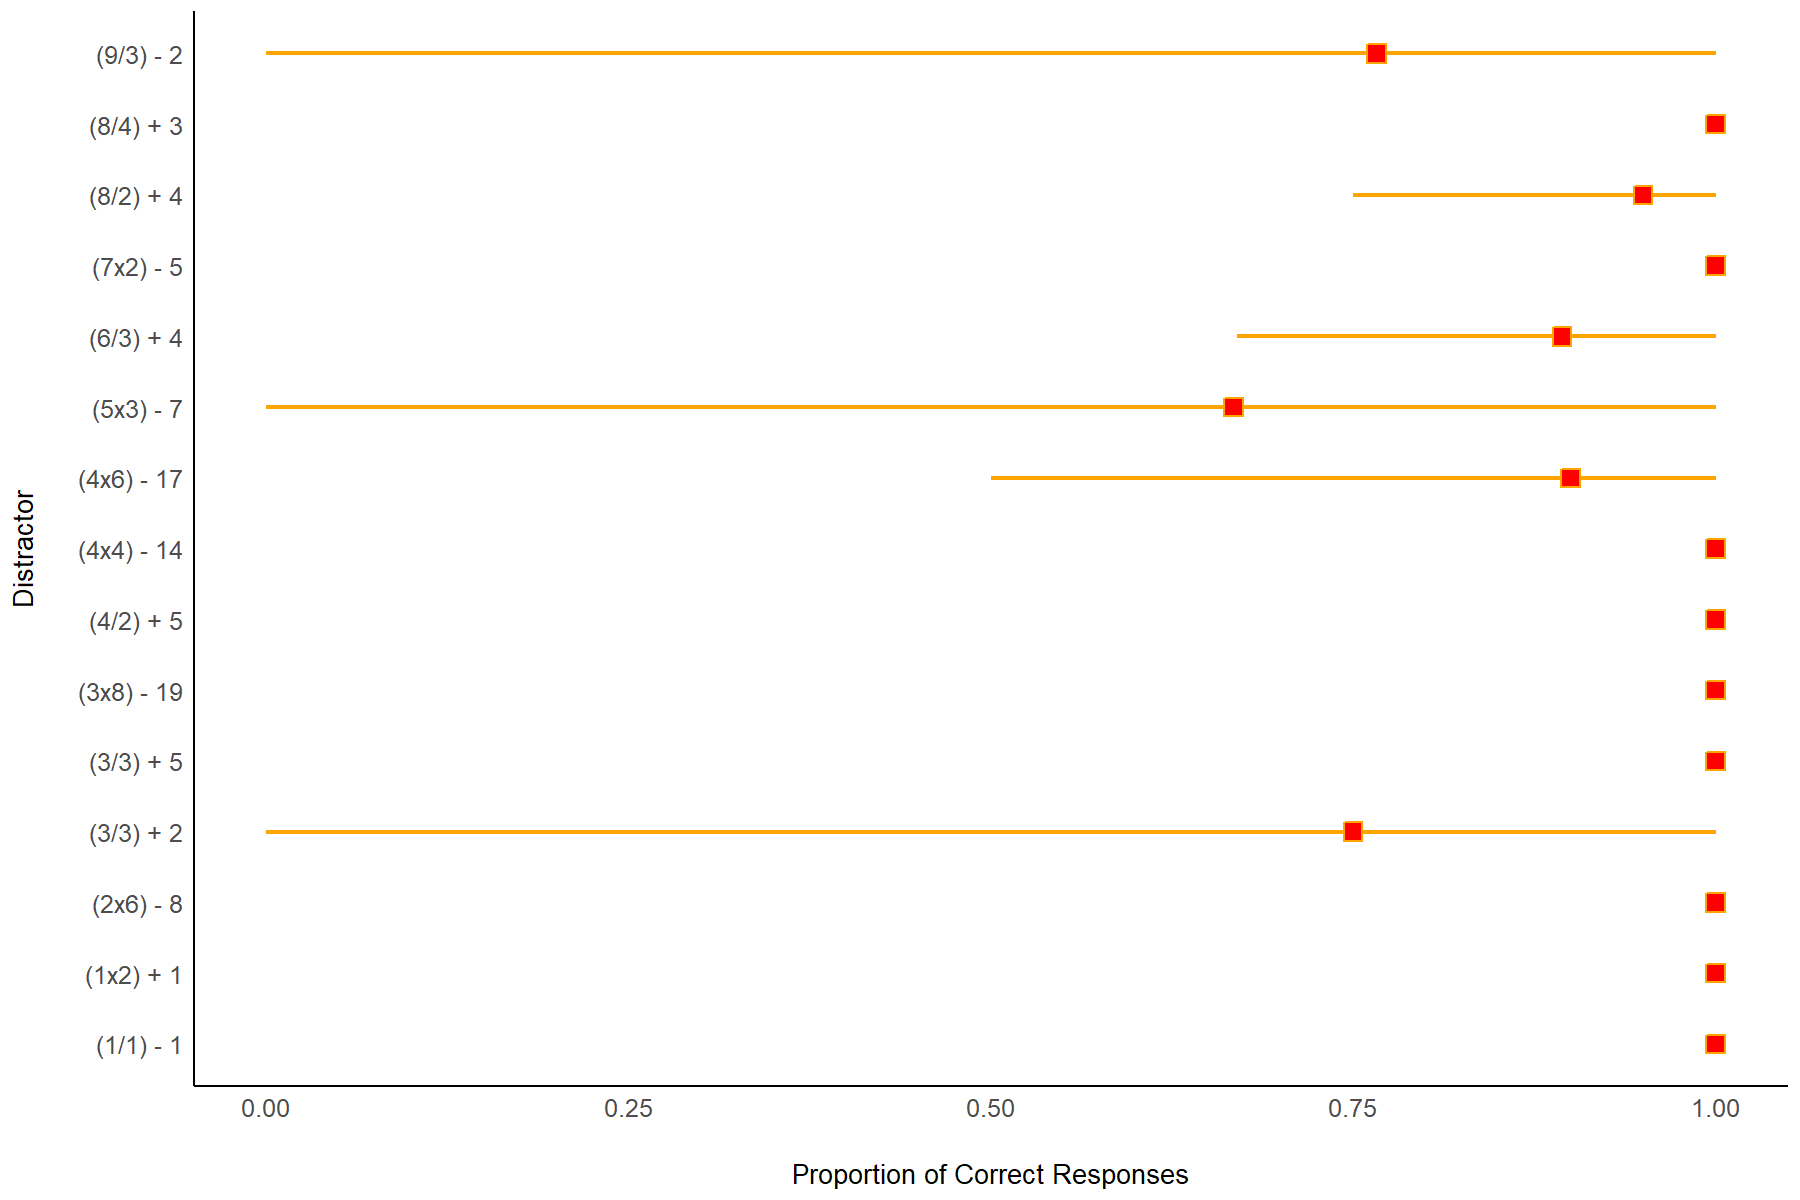 (9/3) - 2
(8/4) + 3
(8/2) + 4
(7x2) - 5
(6/3) + 4
(5x3) - 7
(4x6) - 17
(4x4) - 14
(4/2) + 5
(3x8) - 19
(3/3) + 5
(3/3) + 2
(2x6) - 8
(1x2) + 1
(1/1) - 1
Distractor
0.00 0.25 0.50 0.75 1.00
Proportion of Correct Responses